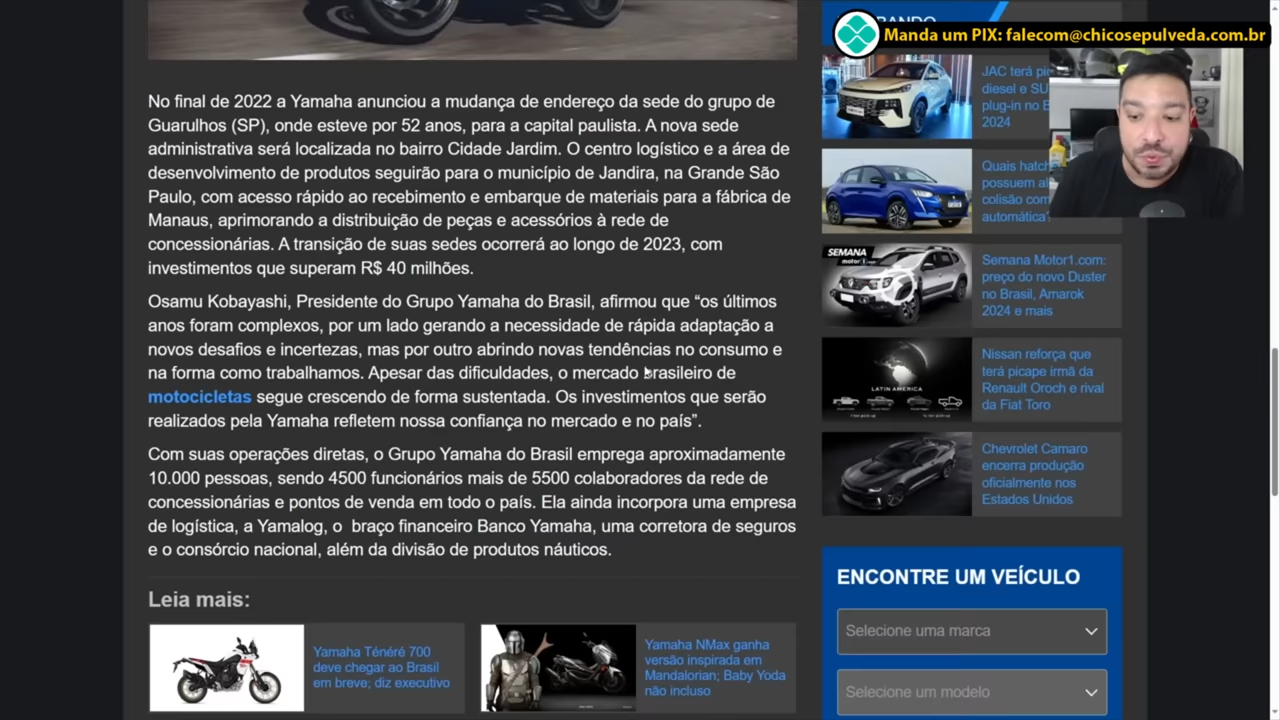 Manda um PIX: falecom@chicosepulveda.com.br
No final de 2022 a Yamaha anunciou a mudança de endereço da sede do grupo de
Guarulhos (SP), onde esteve por 52 anos, para a capital paulista. A nova sede
administrativa será localizada no bairro Cidade Jardim. O centro logístico e a área de
desenvolvimento de produtos seguirão para o município de Jandira, na Grande São
Paulo, com acesso rápido ao recebimento e embarque de materiais para a fábrica de
Manaus, aprimorando a distribuição de peças e acessórios à rede de
concessionárias. A transição de suas sedes ocorrerá ao longo de 2023, com
investimentos que superam R$ 40 milhões.
Osamu Kobayashi, Presidente do Grupo Yamaha do Brasil, afirmou que “os últimos
anos foram complexos, por um lado gerando a necessidade de rápida adaptação a
novos desafios e incertezas, mas por outro abrindo novas tendências no consumo e
na forma como trabalhamos. Apesar das dificuldades, o mercado brasileiro de
motocicletas segue crescendo de forma sustentada. Os investimentos que serão
realizados pela Yamaha refletem nossa confiança no mercado e no país”.
Com suas operações diretas, o Grupo Yamaha do Brasil emprega aproximadamente
10.000 pessoas, sendo 4500 funcionários mais de 5500 colaboradores da rede de
concessionárias e pontos de venda em todo o país. Ela ainda incorpora uma empresa
de logística, a Yamalog, o braço financeiro Banco Yamaha, uma corretora de seguros
e o consórcio nacional, além da divisão de produtos náuticos.
Leia mais:
Yamaha Ténéré 700
deve chegar ao Brasil
em breve; diz executivo
Yamaha NMax ganha
versão inspirada em
Mandalorian; Baby Yoda
não incluso
JAC terá
diesel e
plug-in no
2024
Quais
possuem
colisão
automática
SEMANA
motor1.com
Semana Motor1.com:
preço do novo Duster
no Brasil, Amarok
2024 e mais
LATIN AMERICA
Nissan reforça que
terá picape irmã da
Renault Oroch e rival
da Fiat Toro
Chevrolet Camaro
encerra produção
oficialmente nos
Estados Unidos
ENCONTRE UM VEÍCULO
Selecione uma marca
Selecione um modelo